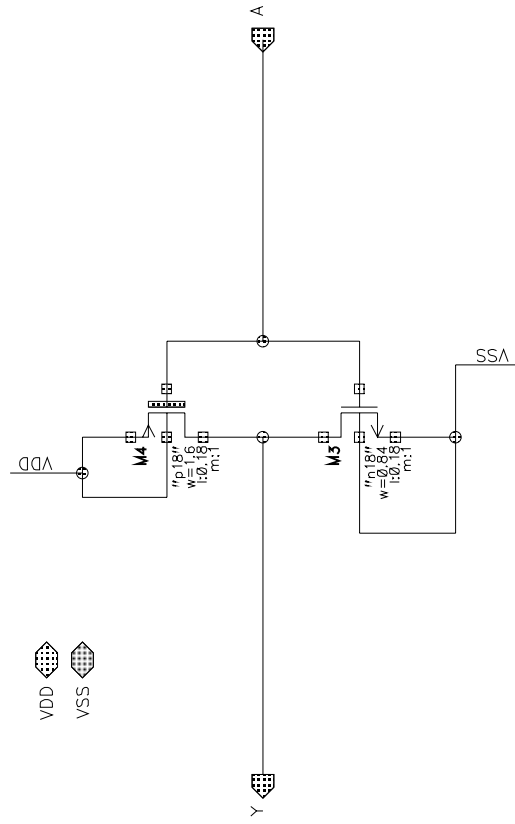 A
VDD
M4
"p18"
w=1.6
l:0.18
m:1
M3
"n18"
w=0.84
l:0.18
m:1
VSS
VDD
VSS
Y